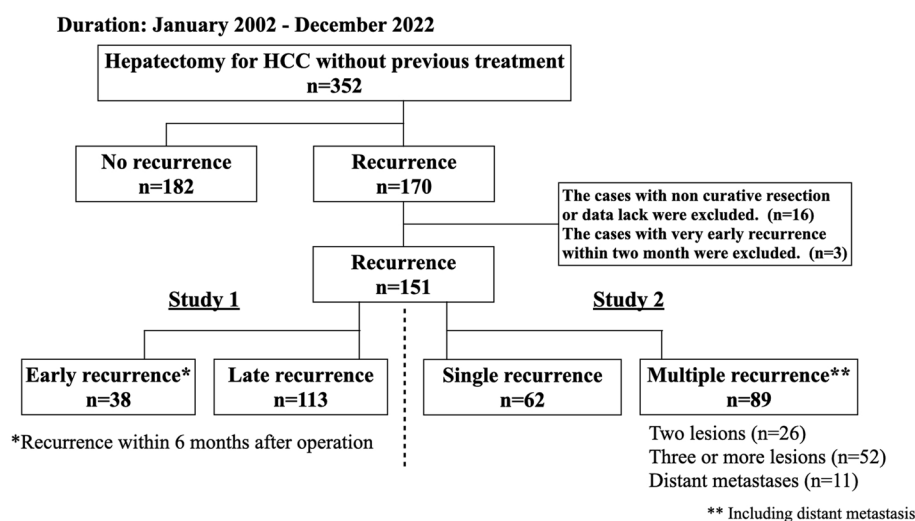 Duration: January 2002 - December 2022
Hepatectomy for HCC without previous treatment
n=352
No recurrence
n=182
Recurrence
n=170
The cases with non curative resection
or data lack were excluded. (n=16)
The cases with very early recurrence
within two month were excluded. (n=3)
Recurrence
n=151
Study 1
Study 2
Early recurrence*
n=38
Late recurrence
n=113
Single recurrence
n=62
Multiple recurrence**
n=89
*Recurrence within 6 months after operation
Two lesions (n=26)
Three or more lesions (n=52)
Distant metastases (n=11)
** Including distant metastasis